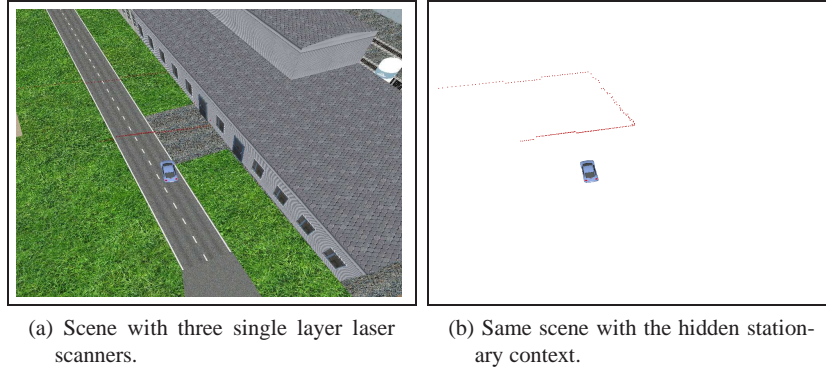 (a) Scene with three single layer laser
scanners.
(b) Same scene with the hidden station-
ary context.